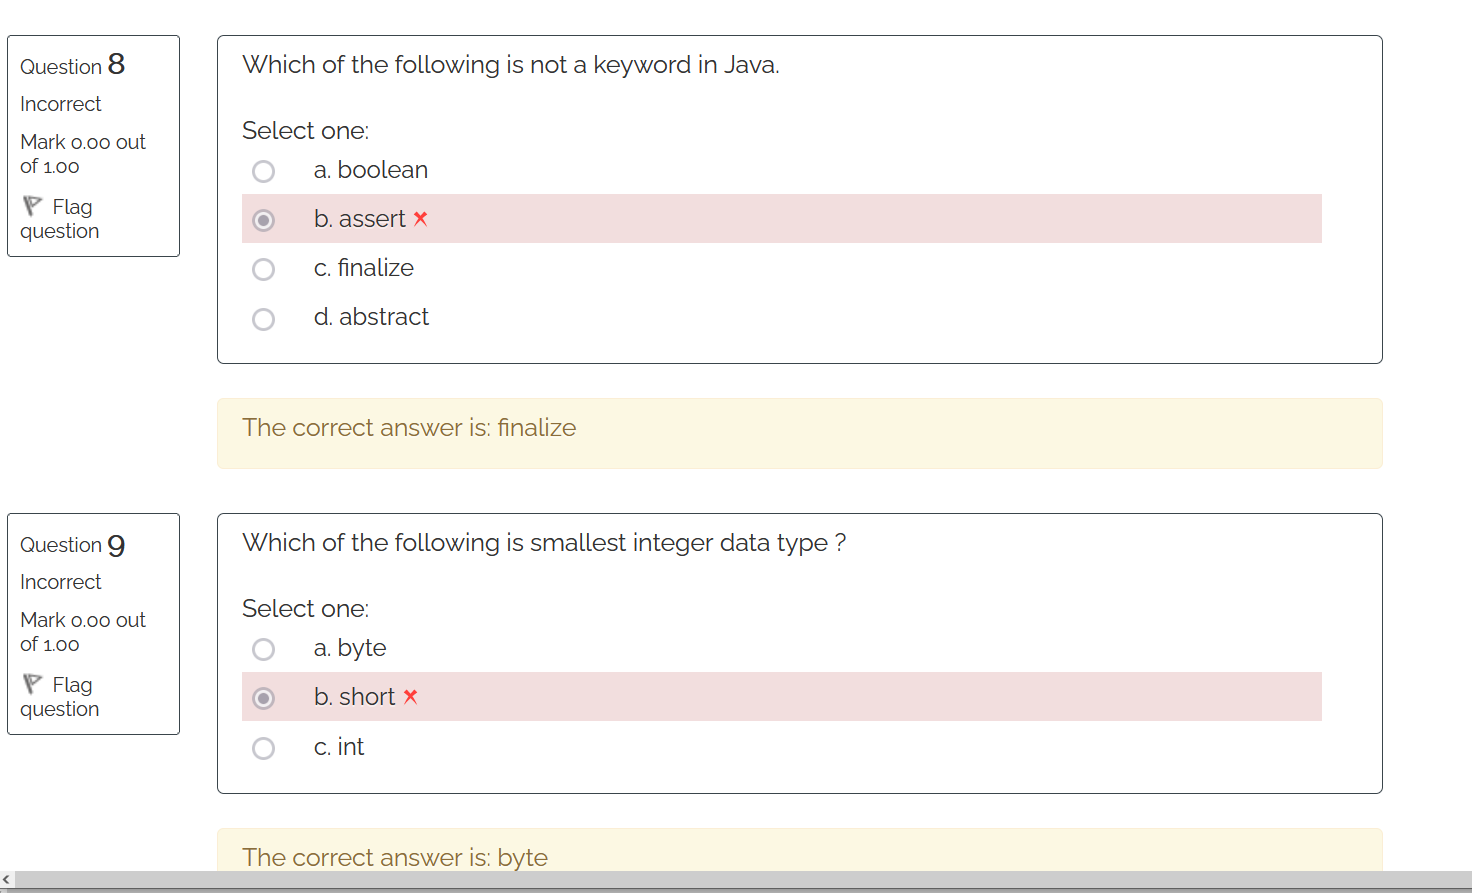 Question 8
Incorrect
Mark 0.00 out
of 1.00
Flag
question
Which of the following is not a keyword in Java.
Select one:
a. boolean
b. assert
c. finalize
d. abstract
The correct answer is: finalize
Question 9
Incorrect
Mark 0.00 out
of 1.00
Flag
question
Which of the following is smallest integer data type ?
Select one:
a. byte
b. short
c. int
The correct answer is: byte